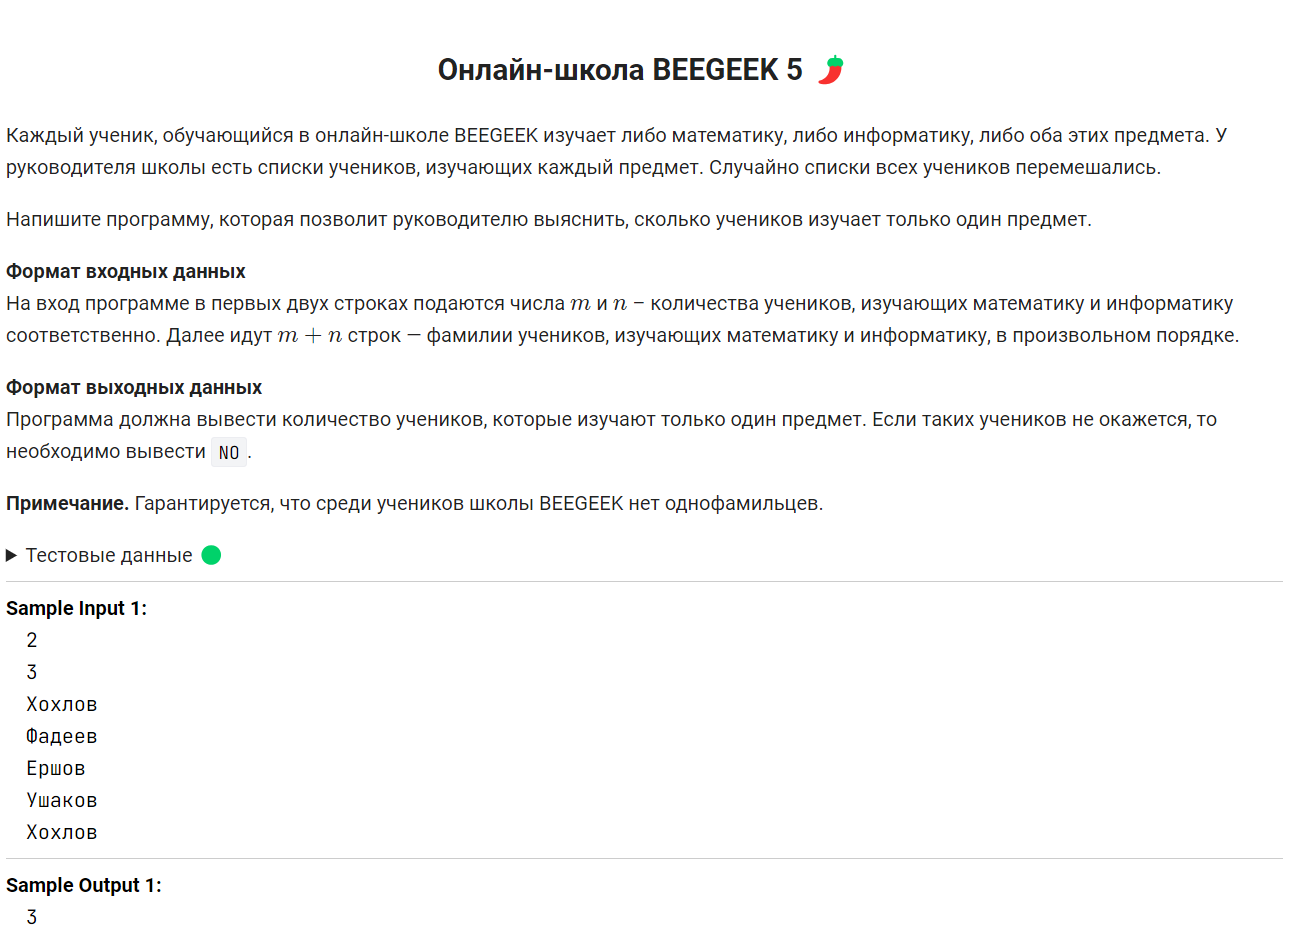 Онлайн-школа BEEGEEK 5 🌶️
Каждый ученик, обучающийся в онлайн-школе BEEGEEK изучает либо математику, либо информатику, либо оба этих предмета. У
руководителя школы есть списки учеников, изучающих каждый предмет. Случайно списки всех учеников перемешались.
Напишите программу, которая позволит руководителю выяснить, сколько учеников изучает только один предмет.
Формат входных данных
На вход программе в первых двух строках подаются числа m и n – количества учеников, изучающих математику и информатику
соответственно. Далее идут m + n строк — фамилии учеников, изучающих математику и информатику, в произвольном порядке.
Формат выходных данных
Программа должна вывести количество учеников, которые изучают только один предмет. Если таких учеников не окажется, то
необходимо вывести NO.
Примечание. Гарантируется, что среди учеников школы BEEGEEK нет однофамильцев.
Тестовые данные
Sample Input 1:
2
3
Хохлов
Фадеев
Ершов
Ушаков
Хохлов
Sample Output 1:
3